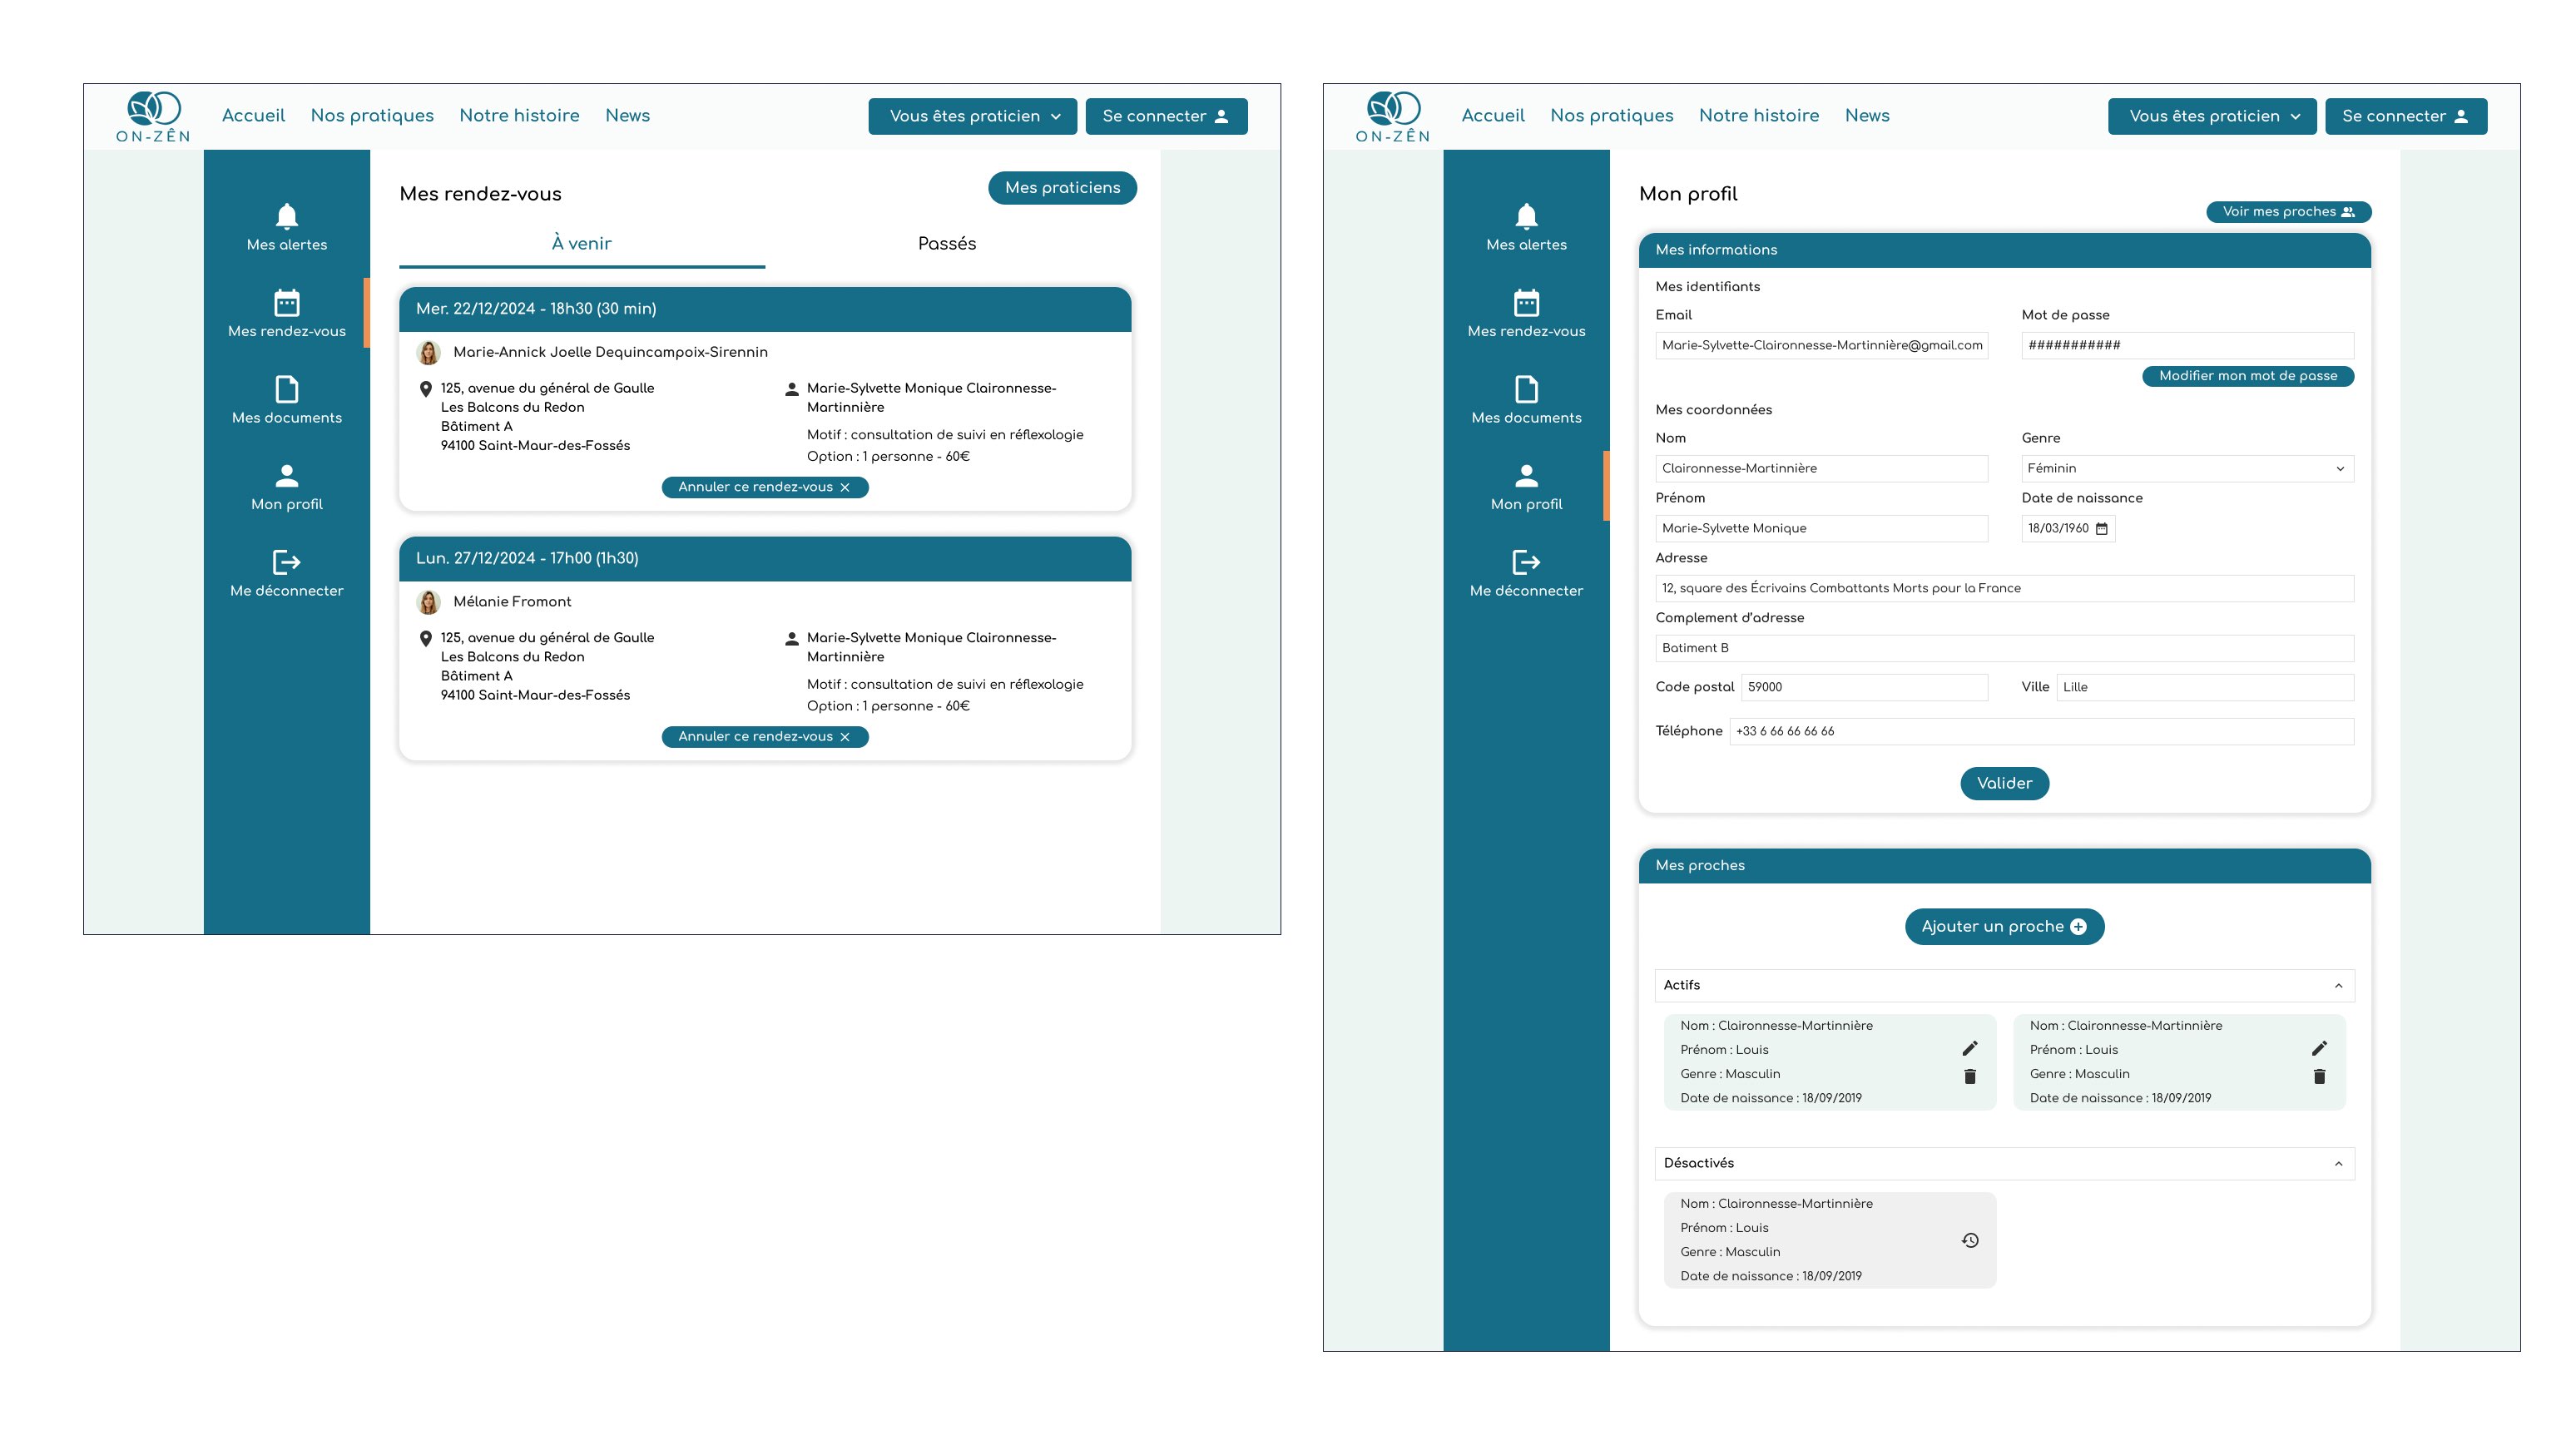 ON-ZÊN
Accueil Nos pratiques Notre histoire News
Vous êtes praticien
Se connecter
Mes alertes
Mes rendez-vous
Mes documents
Mon profil
Me déconnecter
Mes rendez-vous
Mes praticiens
À venir
Passés
Mer. 22/12/2024 - 18h30 (30 min)
Marie-Annick Joelle Dequincampoix-Sirennin
125, avenue du général de Gaulle
Les Balcons du Redon
Bâtiment A
94100 Saint-Maur-des-Fossés
Marie-Sylvette Monique Claironnesse-
Martinnière
Motif : consultation de suivi en réflexologie
Option : 1 personne - 60€
Annuler ce rendez-vous
Lun. 27/12/2024 - 17h00 (1h30)
Mélanie Fromont
125, avenue du général de Gaulle
Les Balcons du Redon
Bâtiment A
94100 Saint-Maur-des-Fossés
Marie-Sylvette Monique Claironnesse-
Martinnière
Motif : consultation de suivi en réflexologie
Option : 1 personne - 60€
Annuler ce rendez-vous
ON-ZÊN
Accueil Nos pratiques Notre histoire News
Vous êtes praticien
Se connecter
Mes alertes
Mes rendez-vous
Mes documents
Mon profil
Me déconnecter
Mon profil
Voir mes proches
Mes informations
Mes identifiants
Email
Marie-Sylvette-Claironnesse-Martinnière@gmail.com
Mot de passe
###########
Modifier mon mot de passe
Mes coordonnées
Nom
Claironnesse-Martinnière
Genre
Féminin
Prénom
Marie-Sylvette Monique
Date de naissance
18/03/1960
Adresse
12, square des Écrivains Combattants Morts pour la France
Complement d'adresse
Batiment B
Code postal 59000
Ville Lille
Téléphone +33 6 66 66 66 66
Valider
Mes proches
Ajouter un proche
Actifs
Nom : Claironnesse-Martinnière
Prénom : Louis
Genre : Masculin
Date de naissance : 18/09/2019
Nom : Claironnesse-Martinnière
Prénom : Louis
Genre : Masculin
Date de naissance : 18/09/2019
Désactivés
Nom : Claironnesse-Martinnière
Prénom : Louis
Genre : Masculin
Date de naissance : 18/09/2019